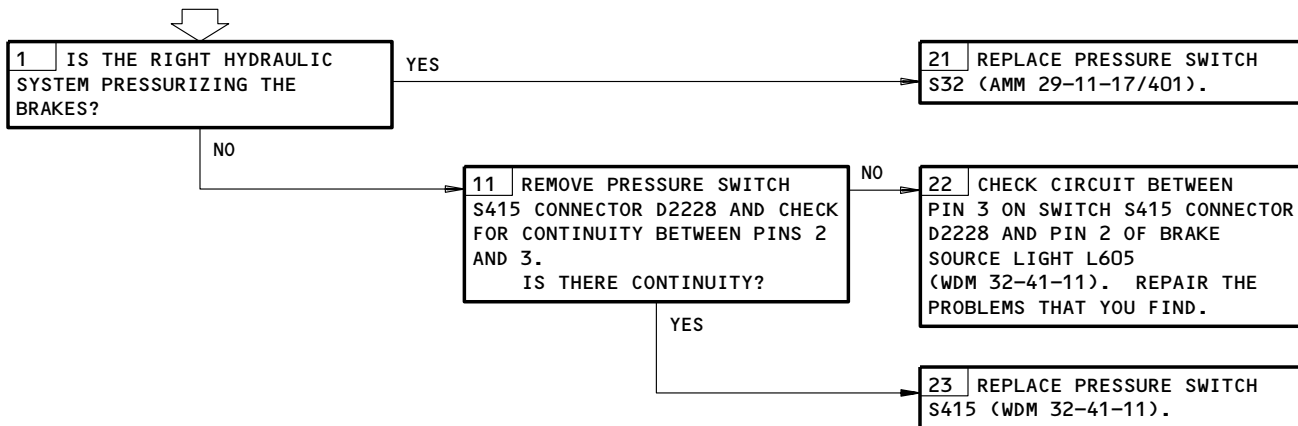 1 IS THE RIGHT HYDRAULIC
SYSTEM PRESSURIZING THE
BRAKES?
YES
21 REPLACE PRESSURE SWITCH
S32 (AMM 29-11-17/401).
NO
11 REMOVE PRESSURE SWITCH
S415 CONNECTOR D2228 AND CHECK
FOR CONTINUITY BETWEEN PINS 2
AND 3.
IS THERE CONTINUITY?
NO
22 CHECK CIRCUIT BETWEEN
PIN 3 ON SWITCH S415 CONNECTOR
D2228 AND PIN 2 OF BRAKE
SOURCE LIGHT L605
(WDM 32-41-11). REPAIR THE
PROBLEMS THAT YOU FIND.
YES
23 REPLACE PRESSURE SWITCH
S415 (WDM 32-41-11).